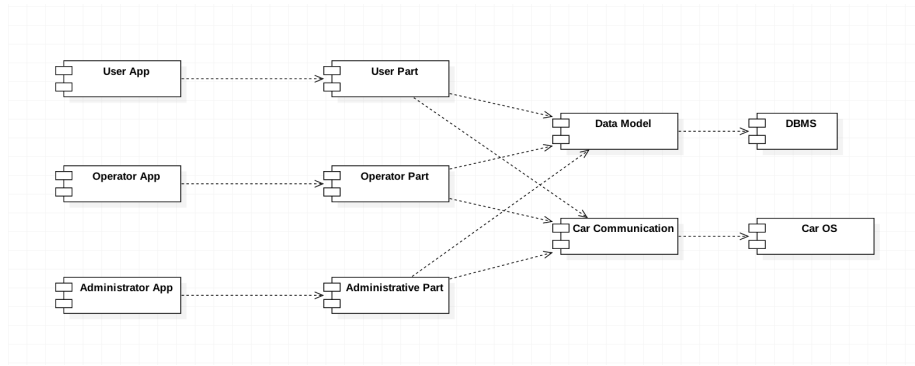 User App
User Part
Data Model
DBMS
Operator App
Operator Part
Car Communication
Car OS
Administrator App
Administrative Part